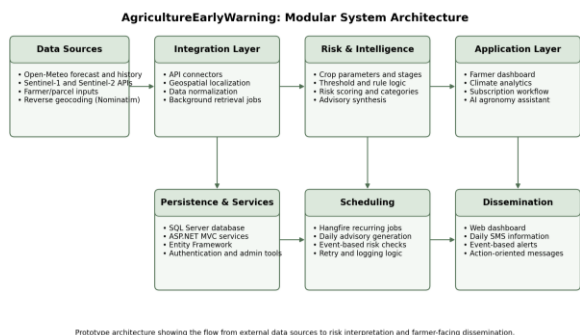 AgricultureEarlyWarning: Modular System Architecture
Data Sources
• Open-Meteo forecast and history
• Sentinel-1 and Sentinel-2 APIs
• Farmer/parcel inputs
• Reverse geocoding (Nominatim)
Integration Layer
• API connectors
• Geospatial localization
• Data normalization
• Background retrieval jobs
Risk & Intelligence
• Crop parameters and stages
• Threshold and rule logic
• Risk scoring and categories
• Advisory synthesis
Application Layer
• Farmer dashboard
• Climate analytics
• Subscription workflow
• AI agronomy assistant
Persistence & Services
• SQL Server database
• ASP.NET MVC services
• Entity Framework
• Authentication and admin tools
Scheduling
• Hangfire recurring jobs
• Daily advisory generation
• Event-based risk checks
• Retry and logging logic
Dissemination
• Web dashboard
• Daily SMS information
• Event-based alerts
• Action-oriented messages
Prototype architecture showing the flow from external data sources to risk interpretation and farmer-facing dissemination.